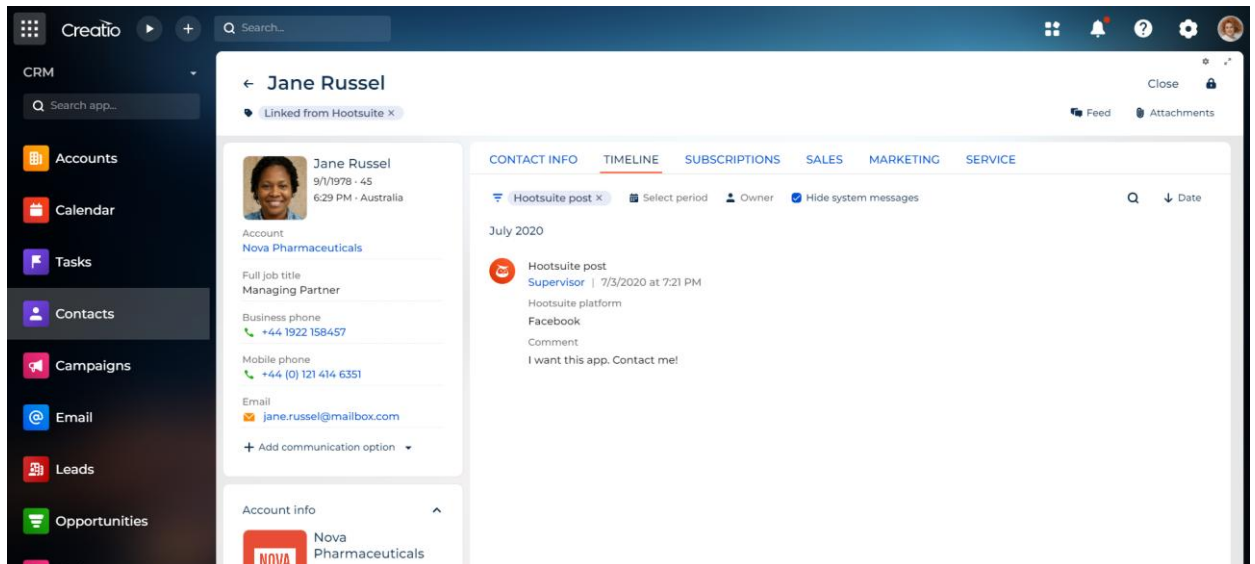 Creatio
Search...
CRM
Search app...
Accounts
Calendar
Tasks
Contacts
Campaigns
Email
Leads
Opportunities
Jane Russel
Close
Linked from Hootsuite ×
Feed
Attachments
Jane Russel
9/1/1978 - 45
6:29 PM - Australia
Account
Nova Pharmaceuticals
Full job title
Managing Partner
Business phone
+44 1922 158457
Mobile phone
+44 (0) 121 414 6351
Email
jane.russel@mailbox.com
Add communication option
Account info
NOVA
Nova
Pharmaceuticals
CONTACT INFO TIMELINE SUBSCRIPTIONS SALES MARKETING SERVICE
Hootsuite post × Select period Owner Hide system messages Date
July 2020
Hootsuite post
Supervisor | 7/3/2020 at 7:21 PM
Hootsuite platform
Facebook
Comment
I want this app. Contact me!